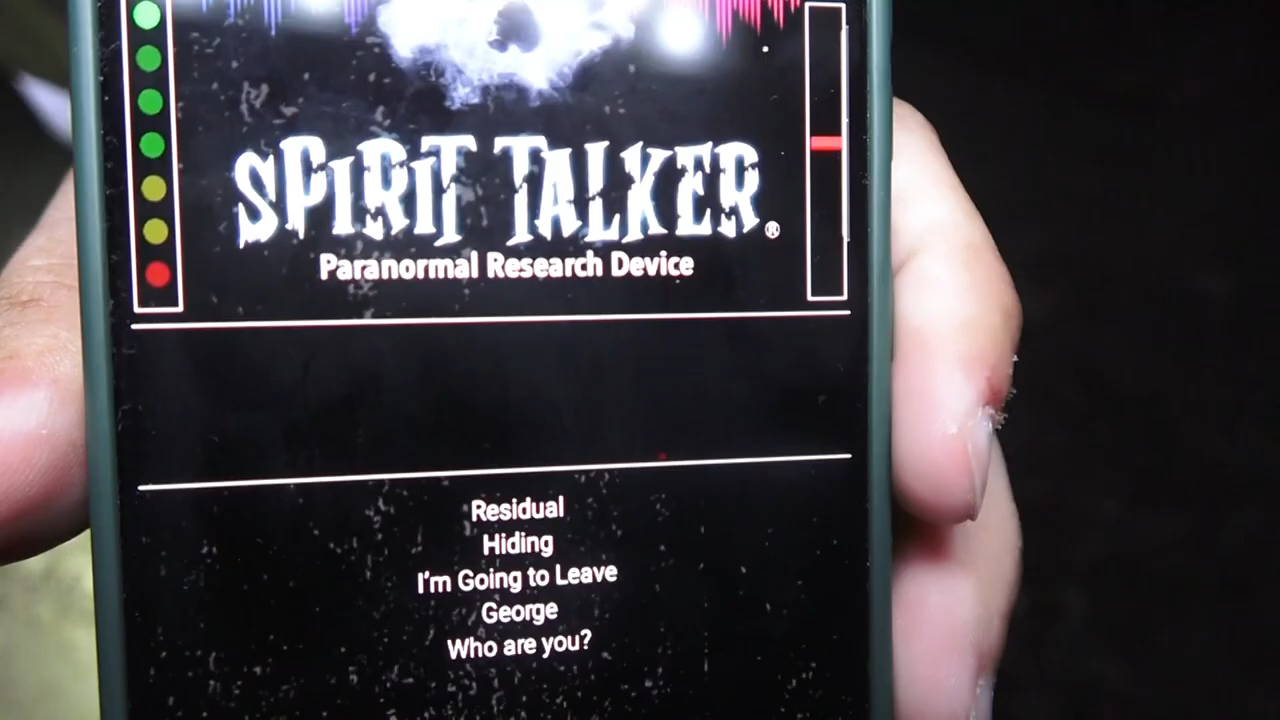 SPIRIT TALKER®
Paranormal Research Device
Residual
Hiding
I'm Going to Leave
George
Who are you?